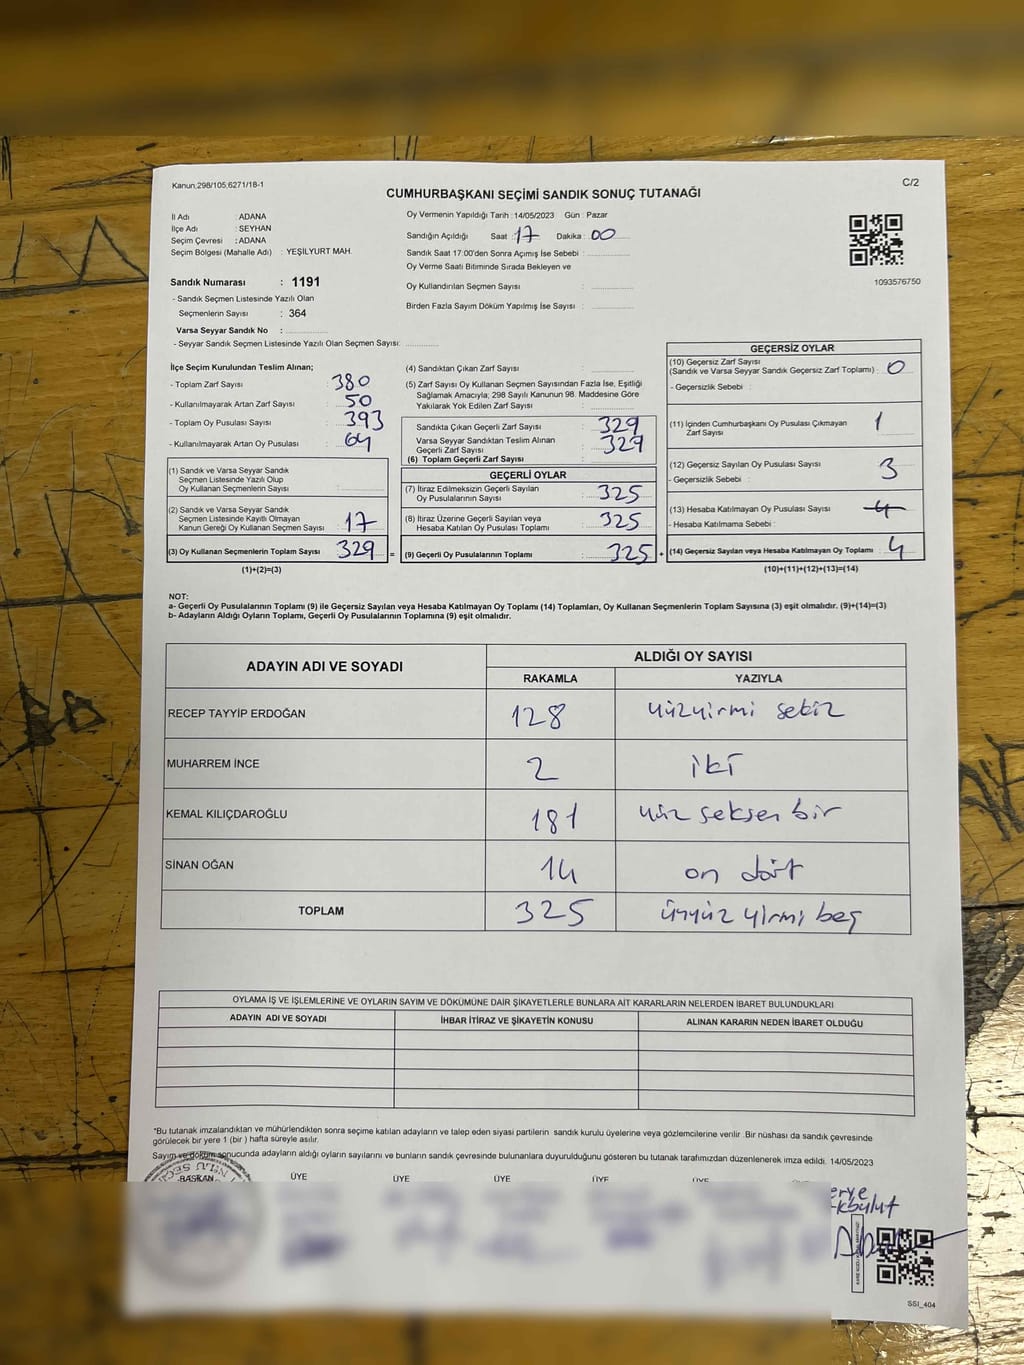 Kanun,298/105,6271/18-1
C/2
CUMHURBAŞKANI SEÇİMİ SANDIK SONUÇ TUTANAĞI
İl Adı : ADANA
İlçe Adı : SEYHAN
Seçim Çevresi : ADANA
Seçim Bölgesi (Mahalle Adı) : YEŞİLYURT MAH.
Sandık Numarası : 1191
- Sandık Seçmen Listesinde Yazılı Olan
Seçmenlerin Sayısı : 364
Varsa Seyyar Sandık No :
- Seyyar Sandık Seçmen Listesinde Yazılı Olan Seçmen Sayısı:
Oy Vermenin Yapıldığı Tarih : 14/05/2023 Gün : Pazar
Sandığın Açıldığı Saat : 17 Dakika : 00
Sandık Saat 17:00'den Sonra Açımış İse Sebebi :
Oy Verme Saati Bitiminde Sırada Bekleyen ve
Oy Kullandırılan Seçmen Sayısı :
Birden Fazla Sayım Döküm Yapılmış İse Sayısı :
1093576750
İlçe Seçim Kurulundan Teslim Alınan;
- Toplam Zarf Sayısı : 380
- Kullanılmayarak Artan Zarf Sayısı : 50
- Toplam Oy Pusulası Sayısı : 393
- Kullanılmayarak Artan Oy Pusulası : 64
(1) Sandık ve Varsa Seyyar Sandık
Seçmen Listesinde Yazılı Olup
Oy Kullanan Seçmenlerin Sayısı :
(2) Sandık ve Varsa Seyyar Sandık
Seçmen Listesinde Kayıtlı Olmayan
Kanun Gereği Oy Kullanan Seçmen Sayısı : 17
(3) Oy Kullanan Seçmenlerin Toplam Sayısı : 329 =
(1)+(2)=(3)
(4) Sandıktan Çıkan Zarf Sayısı :
(5) Zarf Sayısı Oy Kullanan Seçmen Sayısından Fazla İse, Eşitliği
Sağlamak Amacıyla; 298 Sayılı Kanunun 98. Maddesine Göre
Yakılarak Yok Edilen Zarf Sayısı :
Sandıkta Çıkan Geçerli Zarf Sayısı : 329
Varsa Seyyar Sandıktan Teslim Alınan
Geçerli Zarf Sayısı : 329
(6) Toplam Geçerli Zarf Sayısı :
GEÇERLİ OYLAR
(7) İtiraz Edilmeksizin Geçerli Sayılan
Oy Pusulalarının Sayısı : 325
(8) İtiraz Üzerine Geçerli Sayılan veya
Hesaba Katılan Oy Pusulası Toplamı : 325
(9) Geçerli Oy Pusulalarının Toplamı : 325 +
GEÇERSİZ OYLAR
(10) Geçersiz Zarf Sayısı
(Sandık ve Varsa Seyyar Sandık Geçersiz Zarf Toplamı) : 0
- Geçersizlik Sebebi :
(11) İçinden Cumhurbaşkanı Oy Pusulası Çıkmayan
Zarf Sayısı : 1
(12) Geçersiz Sayılan Oy Pusulası Sayısı : 3
- Geçersizlik Sebebi :
(13) Hesaba Katılmayan Oy Pusulası Sayısı : 4
- Hesaba Katılmama Sebebi :
(14) Geçersiz Sayılan veya Hesaba Katılmayan Oy Toplamı : 4
(10)+(11)+(12)+(13)=(14)
NOT:
a- Geçerli Oy Pusulalarının Toplamı (9) ile Geçersiz Sayılan veya Hesaba Katılmayan Oy Toplamı (14) Toplamları, Oy Kullanan Seçmenlerin Toplam Sayısına (3) eşit olmalıdır. (9)+(14)=(3)
b- Adayların Aldığı Oyların Toplamı, Geçerli Oy Pusulalarının Toplamına (9) eşit olmalıdır.
ADAYIN ADI VE SOYADI
ALDIĞI OY SAYISI
RAKAMLA YAZIYLA
RECEP TAYYİP ERDOĞAN 128 yüzyirmi sekiz
MUHARREM İNCE 2 iki
KEMAL KILIÇDAROĞLU 181 yüz seksen bir
SİNAN OĞAN 14 on dört
TOPLAM 325 üçyüz yirmi beş
OYLAMA İŞ VE İŞLEMLERİNE VE OYLARIN SAYIM VE DÖKÜMÜNE DAİR ŞİKAYETLERLE BUNLARA AİT KARARLARIN NELERDEN İBARET BULUNDUKLARI
ADAYIN ADI VE SOYADI İHBAR İTİRAZ VE ŞİKAYETİN KONUSU ALINAN KARARIN NEDEN İBARET OLDUĞU
*Bu tutanak imzalandıktan ve mühürlendikten sonra seçime katılan adayların ve talep eden siyasi partilerin sandık kurulu üyelerine veya gözlemcilerine verilir .Bir nüshası da sandık çevresinde
görülecek bir yere 1 (bir ) hafta süreyle asılır.
Sayım ve döküm sonucunda adayların aldığı oyların sayılarını ve bunların sandık çevresinde bulunanlara duyurulduğunu gösteren bu tutanak tarafımızdan düzenlenerek imza edildi. 14/05/2023
BAŞKAN ÜYE ÜYE ÜYE ÜYE ÜYE
SSI_404